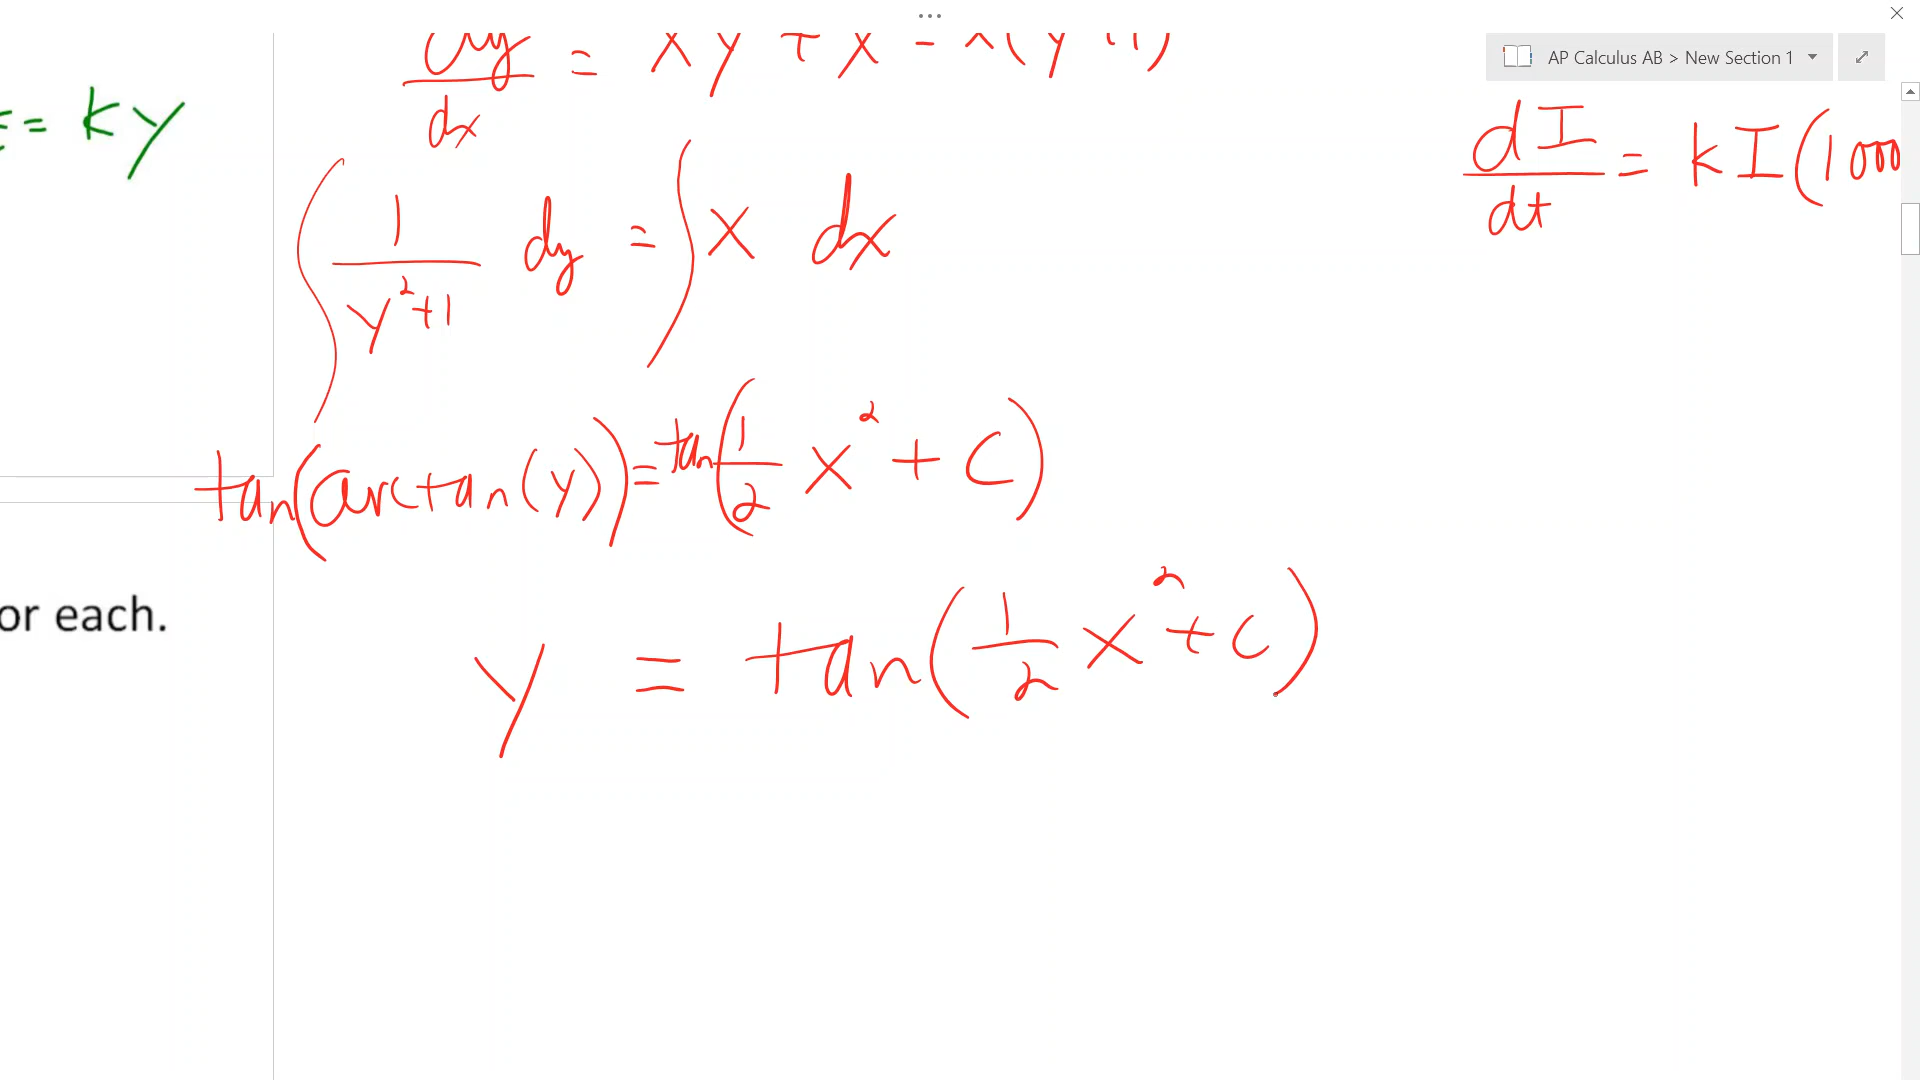 AP Calculus AB > New Section 1
dy/dx = xy + x = x(y + 1)
= ky
dI/dt = kI(1000
∫ 1/(y²+1) dy = ∫ x dx
tan(arctan(y)) = tan(1/2 x² + C)
or each.
y = tan(1/2 x² + C)